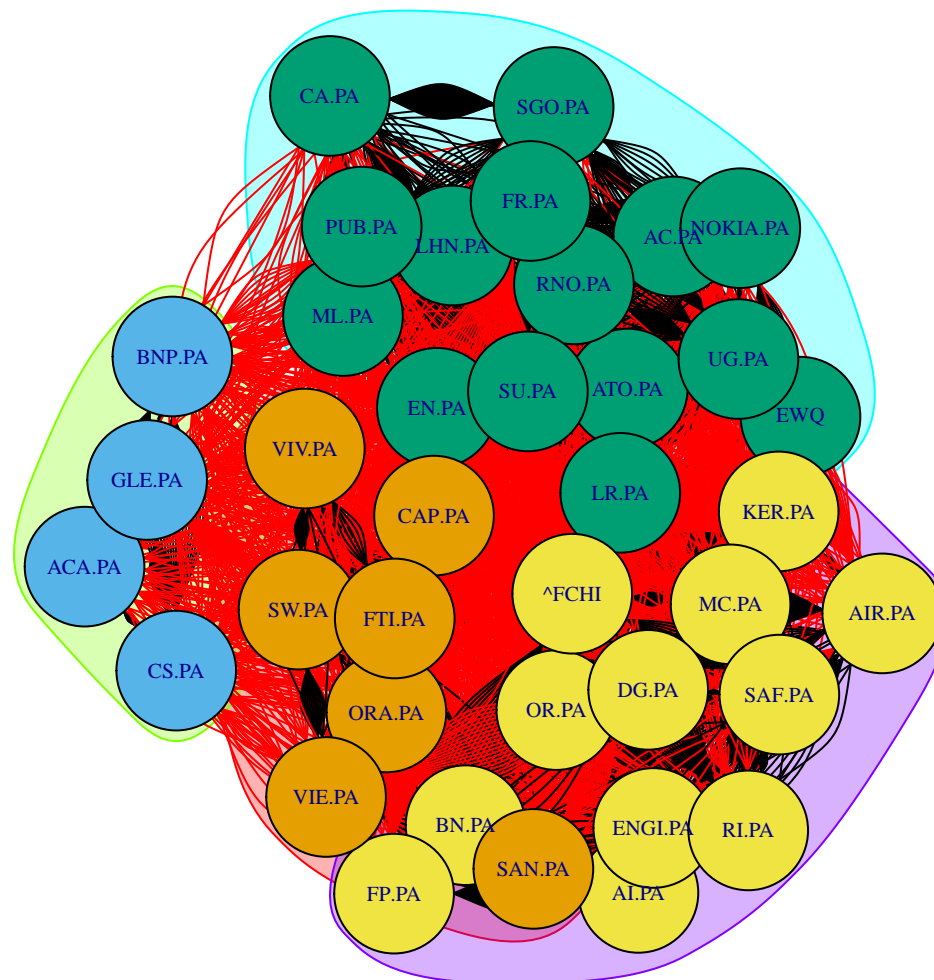 CA.PA
SGO.PA
FR.PA
PUB.PA
LHN.PA
AC.PA
NOKIA.PA
RNO.PA
ML.PA
BNP.PA
UG.PA
EN.PA
SU.PA
ATO.PA
EWQ
VIV.PA
GLE.PA
LR.PA
CAP.PA
KER.PA
ACA.PA
^FCHI
MC.PA
SW.PA
FTI.PA
AIR.PA
CS.PA
DG.PA
SAF.PA
ORA.PA
OR.PA
VIE.PA
BN.PA
ENGI.PA
RI.PA
SAN.PA
FP.PA
AI.PA